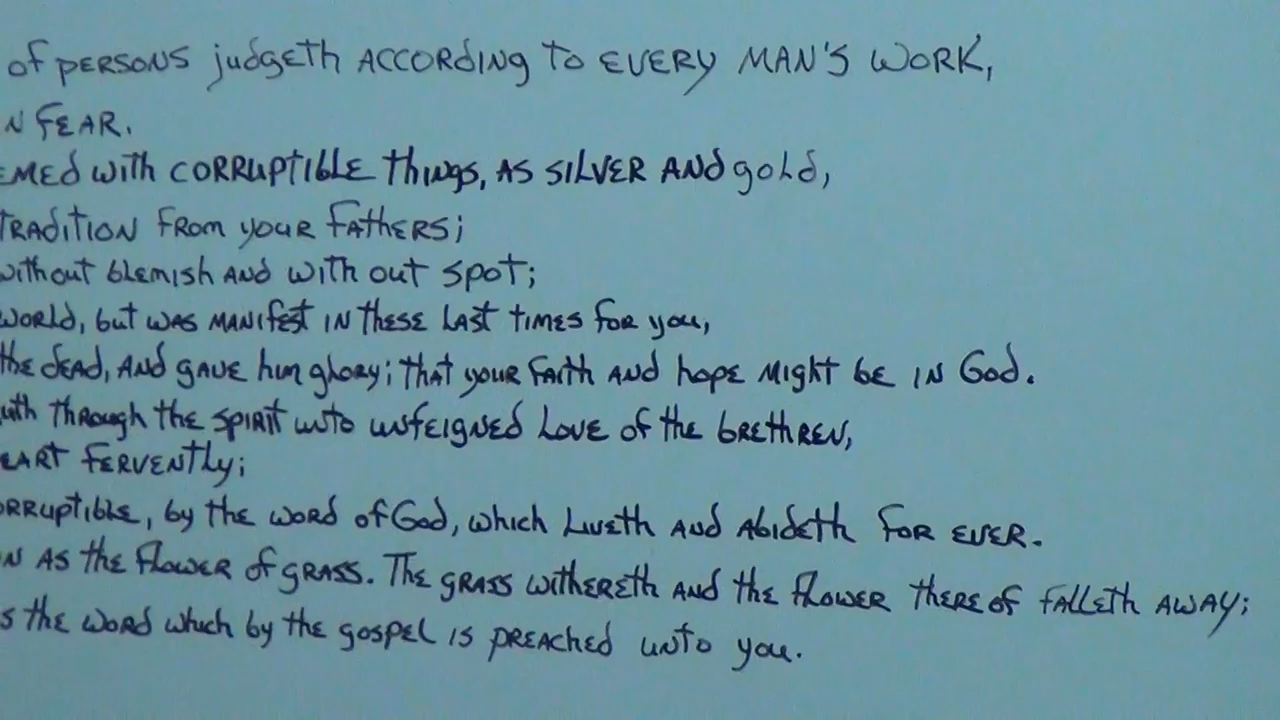 of persons judgeth according to every man's work,
n fear.
emed with corruptible things, as silver and gold,
tradition from your fathers;
without blemish and with out spot;
world, but was manifest in these last times for you,
the dead, and gave him glory; that your faith and hope might be in God.
uth through the spirit unto unfeigned love of the brethren,
eart fervently;
orruptible, by the word of God, which liveth and abideth for ever.
n as the flower of grass. The grass withereth and the flower there of falleth away;
s the word which by the gospel is preached unto you.